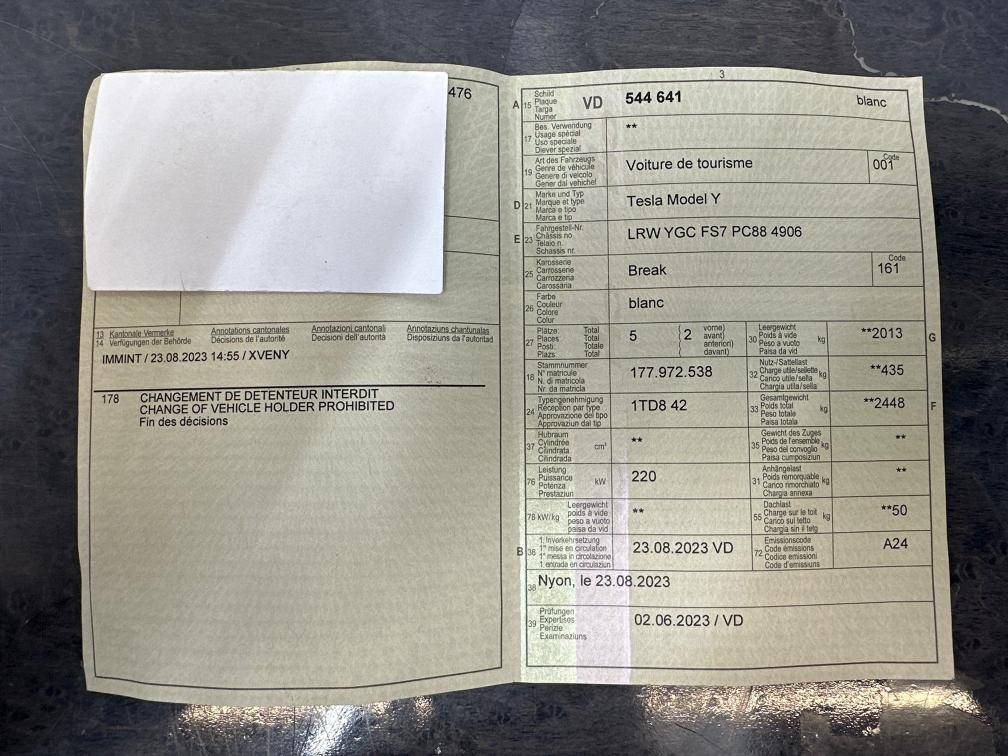 476
13 Kantonale Vermerke Annotations cantonales Annotazioni cantonali Annotaziuns chantunalas
14 Verfügungen der Behörde Décisions de l'autorité Decisioni dell'autorità Disposiziuns da l'autoritad
IMMINT / 23.08.2023 14:55 / XVENY
178 CHANGEMENT DE DETENTEUR INTERDIT
CHANGE OF VEHICLE HOLDER PROHIBITED
Fin des décisions
3
A 15 Schild
Plaque
Targa
Numer
VD 544 641 blanc
17 Bes. Verwendung
Usage spécial
Uso speciale
Diever spezial
**
19 Art des Fahrzeugs
Genre de véhicule
Genere di veicolo
Gener dal vehichel
Voiture de tourisme
Code
001
D 21 Marke und Typ
Marque et type
Marca e tipo
Marca e tip
Tesla Model Y
E 23 Fahrgestell-Nr.
Châssis no
Telaio n.
Schassis nr.
LRW YGC FS7 PC88 4906
25 Karosserie
Carrosserie
Carrozzeria
Carossaria
Break
Code
161
26 Farbe
Couleur
Colore
Colur
blanc
27 Plätze: Total
Places Total
Posti: Totale
Plazs: Total
5 ( 2 vorne)
avant)
anteriori)
davant)
30 Leergewicht
Poids à vide
Peso a vuoto
Paisa da vid
kg
**2013
G
18 Stammnummer
N° matricule
N. di matricola
Nr. da matricla
177.972.538
32 Nutz-/Sattellast
Charge utile/sellette
Carico utile/sella
Chargia utila/sella
kg
**435
24 Typengenehmigung
Réception par type
Approvazione del tipo
Approvaziun dal tip
1TD8 42
33 Gesamtgewicht
Poids total
Peso totale
Paisa totala
kg
**2448
F
37 Hubraum
Cylindrée
Cilindrata
Cilindrada
cm³
**
35 Gewicht des Zuges
Poids de l'ensemble
Peso del convoglio
Paisa cumposiziun
kg
**
76 Leistung
Puissance
Potenza
Prestaziun
kW
220
31 Anhängelast
Poids remorquable
Carico rimorchiato
Chargia annexa
kg
**
78 kW/kg Leergewicht
poids à vide
peso a vuoto
paisa da vid
**
55 Dachlast
Charge sur le toit
Carico sul tetto
Chargia sin il tetg
kg
**50
B 36 1. Inverkehrsetzung
1re mise en circulation
1a messa in circolazione
1. entrada en circulaziun
23.08.2023 VD
72 Emissionscode
Code émissions
Codice emissioni
Code d'emissiuns
A24
38 Nyon, le 23.08.2023
39 Prüfungen
Expertises
Perizie
Examinaziuns
02.06.2023 / VD